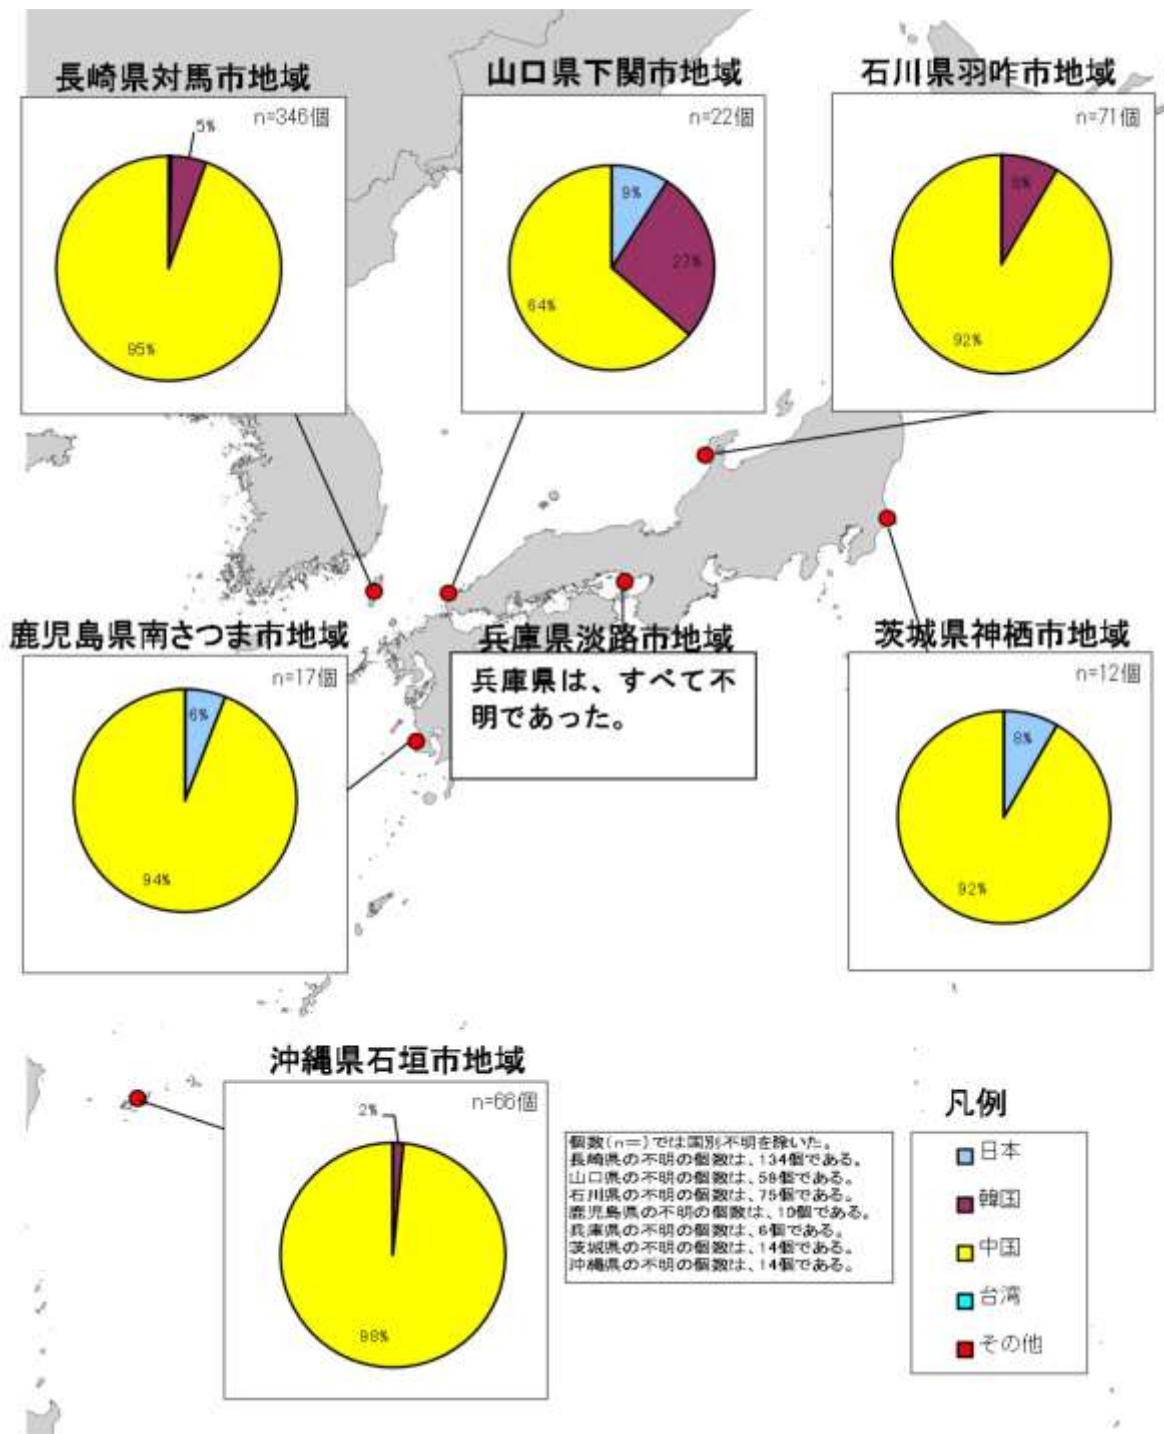 長崎県対馬市地域
n=346個
5%
95%
山口県下関市地域
n=22個
9%
27%
64%
石川県羽咋市地域
n=71個
8%
92%
鹿児島県南さつま市地域
n=17個
6%
94%
兵庫県淡路市地域
兵庫県は、すべて不
明であった。
茨城県神栖市地域
n=12個
8%
92%
沖縄県石垣市地域
n=66個
2%
98%
個数(n=)では国別不明を除いた。
長崎県の不明の個数は、134個である。
山口県の不明の個数は、58個である。
石川県の不明の個数は、75個である。
鹿児島県の不明の個数は、10個である。
兵庫県の不明の個数は、6個である。
茨城県の不明の個数は、14個である。
沖縄県の不明の個数は、14個である。
凡例
日本
韓国
中国
台湾
その他